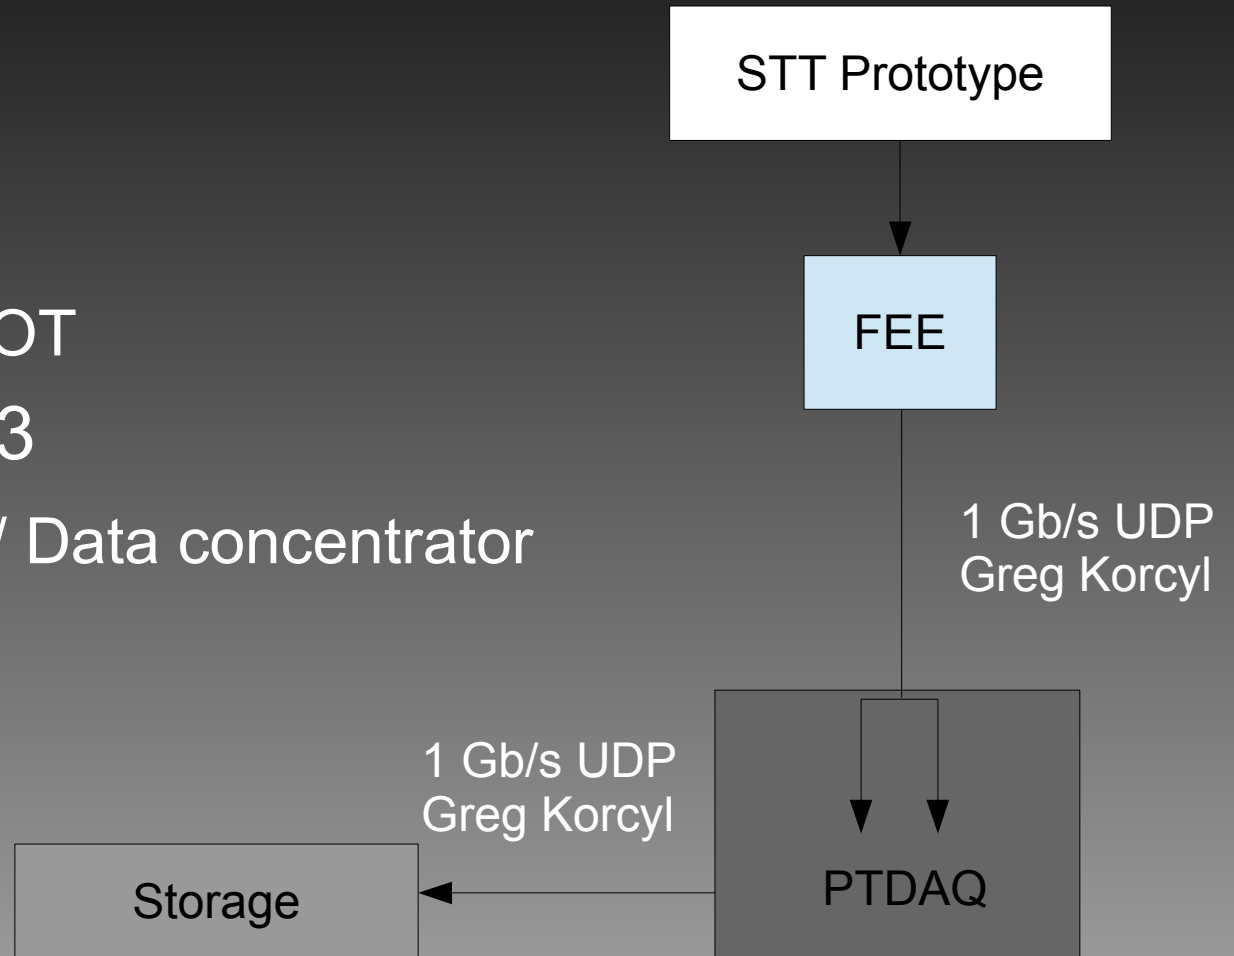 STT Prototype
FEE
OT
3
/ Data concentrator
1 Gb/s UDP
Greg Korcyl
1 Gb/s UDP
Greg Korcyl
Storage
PTDAQ